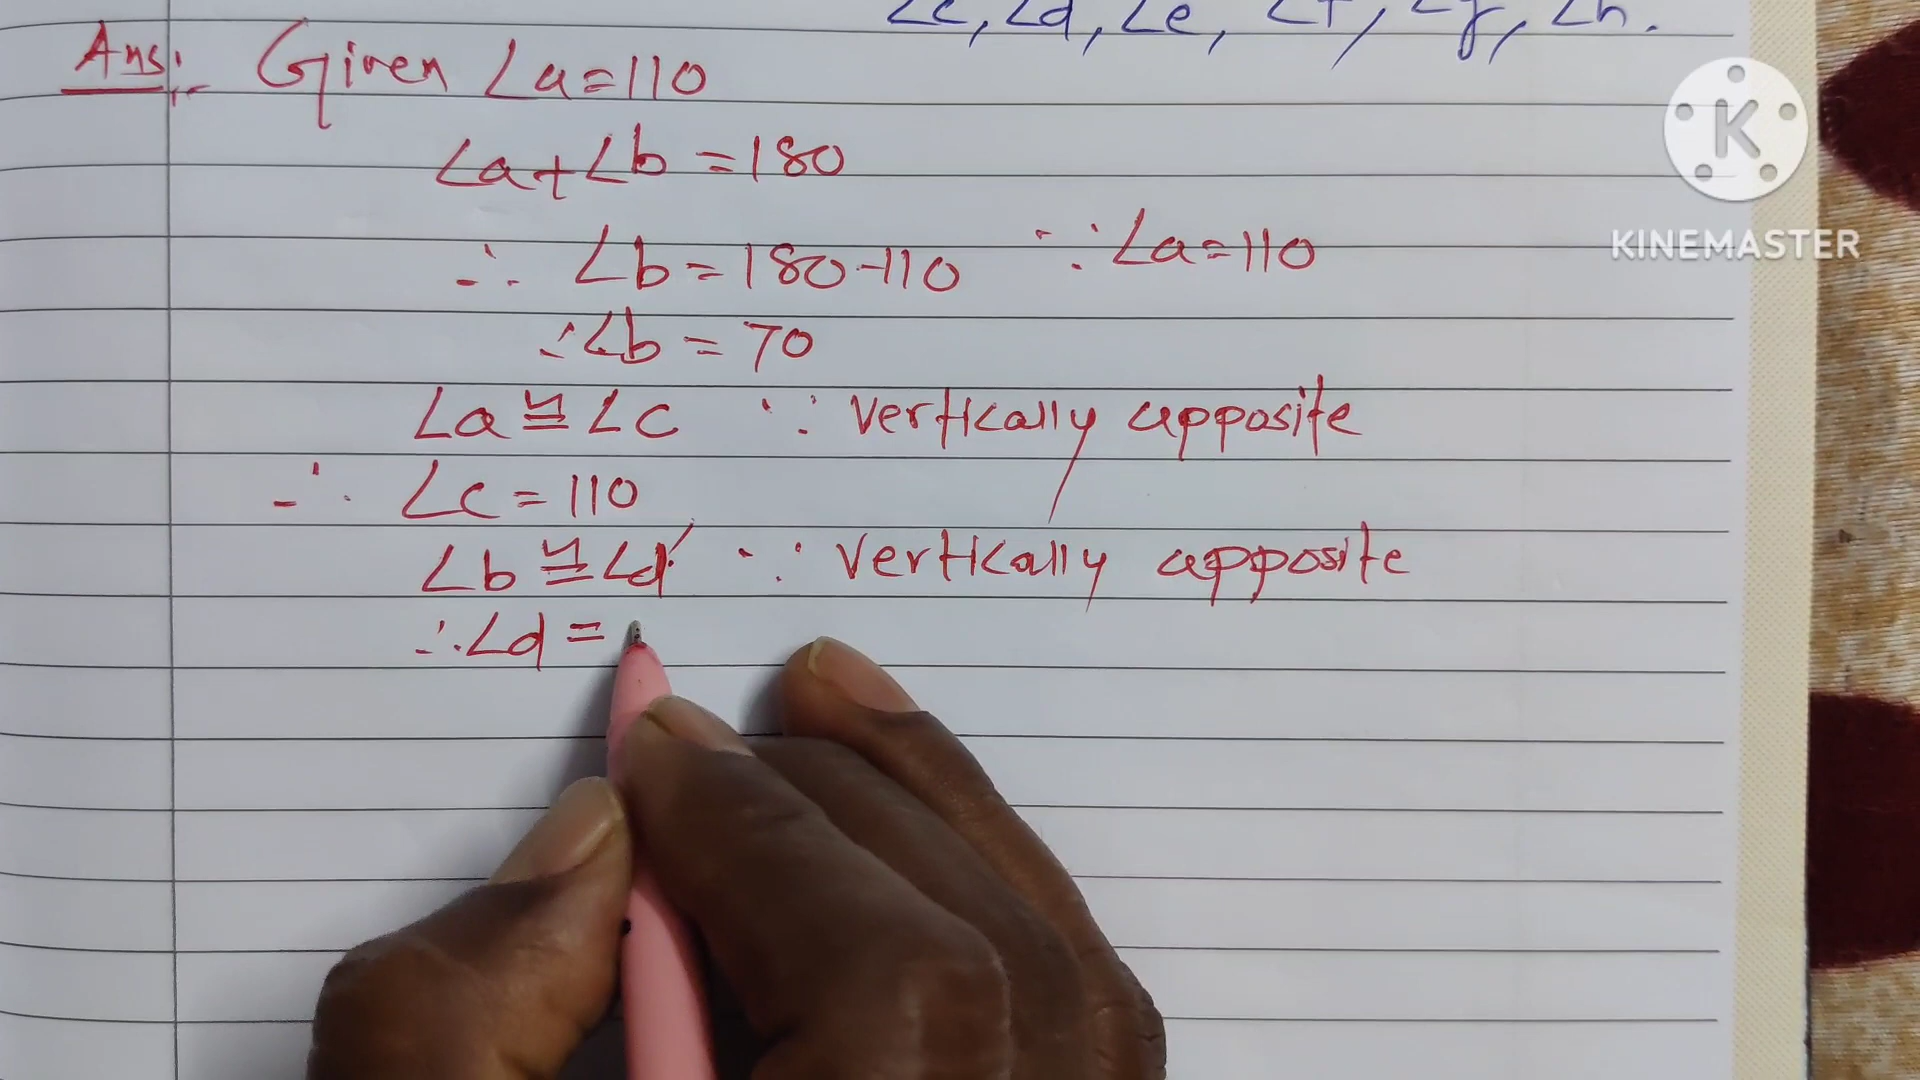 ∠c, ∠d, ∠e, ∠f, ∠g, ∠h.
Ans:- Given ∠a=110
∠a+∠b=180
∴ ∠b=180-110 ∵ ∠a=110
∴ ∠b=70
∠a≅∠c ∵ vertically apposite
∴ ∠c=110
∠b≅∠d ∵ vertically apposite
∴ ∠d=
K
KINEMASTER